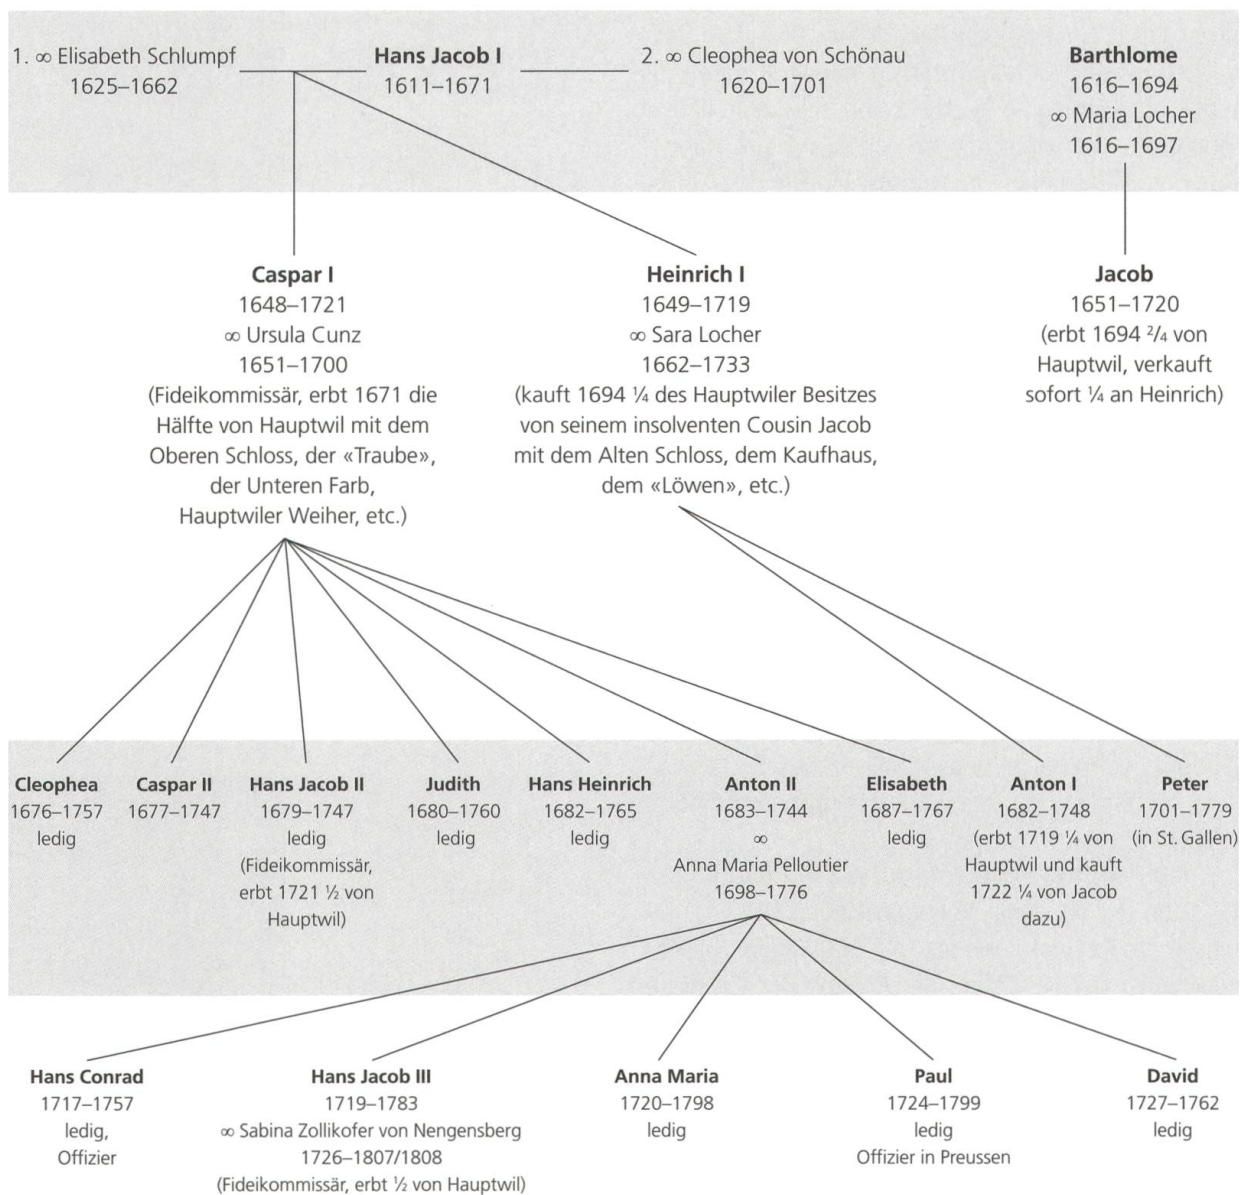 1. ∞ Elisabeth Schlumpf
1625–1662
Hans Jacob I
1611–1671
2. ∞ Cleophea von Schönau
1620–1701
Barthlome
1616–1694
∞ Maria Locher
1616–1697
Caspar I
1648–1721
∞ Ursula Cunz
1651–1700
(Fideikommissär, erbt 1671 die
Hälfte von Hauptwil mit dem
Oberen Schloss, der «Traube»,
der Unteren Farb,
Hauptwiler Weiher, etc.)
Heinrich I
1649–1719
∞ Sara Locher
1662–1733
(kauft 1694 ¼ des Hauptwiler Besitzes
von seinem insolventen Cousin Jacob
mit dem Alten Schloss, dem Kaufhaus,
dem «Löwen», etc.)
Jacob
1651–1720
(erbt 1694 ²/₄ von
Hauptwil, verkauft
sofort ¼ an Heinrich)
Cleophea
1676–1757
ledig
Caspar II
1677–1747
Hans Jacob II
1679–1747
ledig
(Fideikommissär,
erbt 1721 ½ von
Hauptwil)
Judith
1680–1760
ledig
Hans Heinrich
1682–1765
ledig
Anton II
1683–1744
∞
Anna Maria Pelloutier
1698–1776
Elisabeth
1687–1767
ledig
Anton I
1682–1748
(erbt 1719 ¼ von
Hauptwil und kauft
1722 ¼ von Jacob
dazu)
Peter
1701–1779
(in St. Gallen)
Hans Conrad
1717–1757
ledig,
Offizier
Hans Jacob III
1719–1783
∞ Sabina Zollikofer von Nengensberg
1726–1807/1808
(Fideikommissär, erbt ½ von Hauptwil)
Anna Maria
1720–1798
ledig
Paul
1724–1799
ledig
Offizier in Preussen
David
1727–1762
ledig